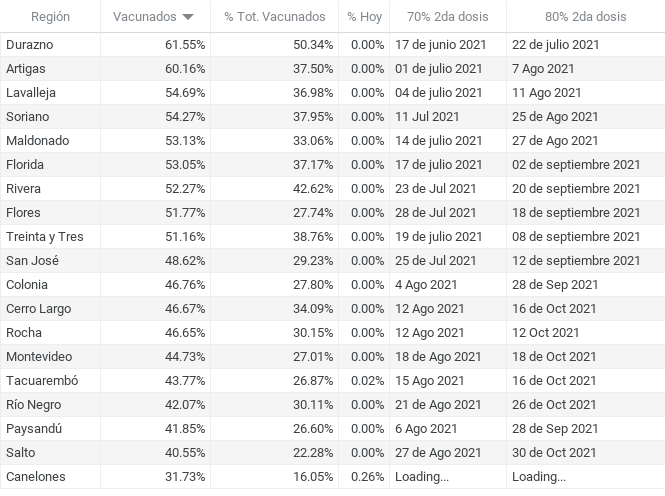 Región Vacunados % Tot. Vacunados % Hoy 70% 2da dosis 80% 2da dosis
Durazno 61.55% 50.34% 0.00% 17 de junio 2021 22 de julio 2021
Artigas 60.16% 37.50% 0.00% 01 de julio 2021 7 Ago 2021
Lavalleja 54.69% 36.98% 0.00% 04 de julio 2021 11 Ago 2021
Soriano 54.27% 37.95% 0.00% 11 Jul 2021 25 de Ago 2021
Maldonado 53.13% 33.06% 0.00% 14 de julio 2021 27 de Ago 2021
Florida 53.05% 37.17% 0.00% 17 de julio 2021 02 de septiembre 2021
Rivera 52.27% 42.62% 0.00% 23 de Jul 2021 20 de septiembre 2021
Flores 51.77% 27.74% 0.00% 28 de Jul 2021 18 de septiembre 2021
Treinta y Tres 51.16% 38.76% 0.00% 19 de julio 2021 08 de septiembre 2021
San José 48.62% 29.23% 0.00% 25 de Jul 2021 12 de septiembre 2021
Colonia 46.76% 27.80% 0.00% 4 Ago 2021 28 de Sep 2021
Cerro Largo 46.67% 34.09% 0.00% 12 Ago 2021 16 de Oct 2021
Rocha 46.65% 30.15% 0.00% 12 Ago 2021 12 Oct 2021
Montevideo 44.73% 27.01% 0.00% 18 de Ago 2021 18 de Oct 2021
Tacuarembó 43.77% 26.87% 0.02% 15 Ago 2021 16 de Oct 2021
Río Negro 42.07% 30.11% 0.00% 21 de Ago 2021 26 de Oct 2021
Paysandú 41.85% 26.60% 0.00% 6 Ago 2021 28 de Sep 2021
Salto 40.55% 22.28% 0.00% 27 de Ago 2021 30 de Oct 2021
Canelones 31.73% 16.05% 0.26% Loading... Loading...